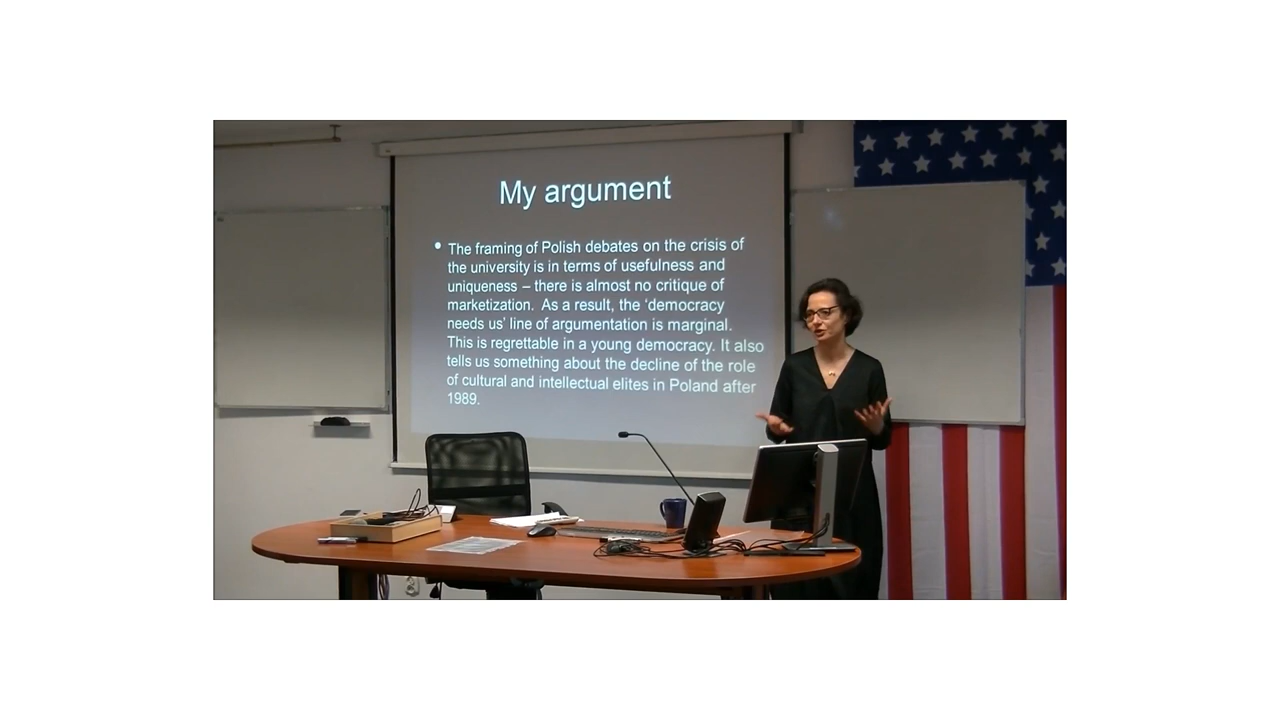 My argument
• The framing of Polish debates on the crisis of
the university is in terms of usefulness and
uniqueness – there is almost no critique of
marketization.  As a result, the ‘democracy
needs us’ line of argumentation is marginal.
This is regrettable in a young democracy. It also
tells us something about the decline of the role
of cultural and intellectual elites in Poland after
1989.